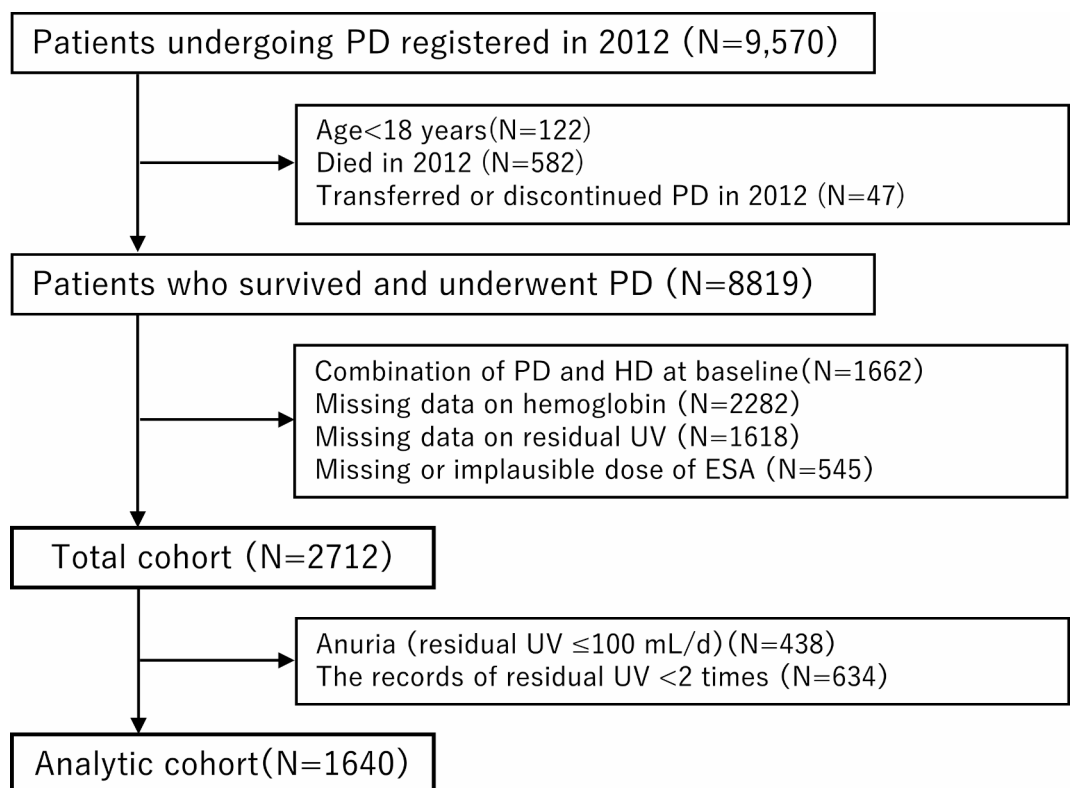 Patients undergoing PD registered in 2012 (N=9,570)
Age<18 years(N=122)
Died in 2012 (N=582)
Transferred or discontinued PD in 2012 (N=47)
Patients who survived and underwent PD (N=8819)
Combination of PD and HD at baseline(N=1662)
Missing data on hemoglobin (N=2282)
Missing data on residual UV (N=1618)
Missing or implausible dose of ESA (N=545)
Total cohort (N=2712)
Anuria (residual UV ≤100 mL/d)(N=438)
The records of residual UV <2 times (N=634)
Analytic cohort(N=1640)